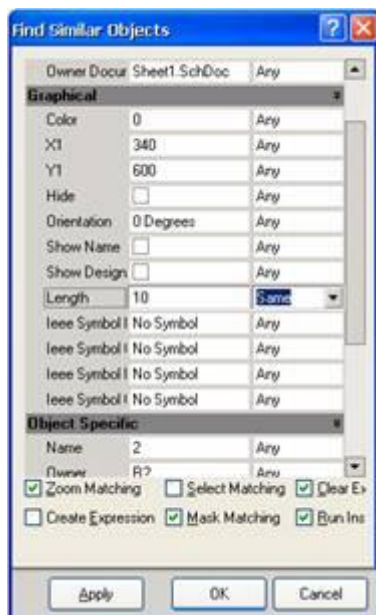 Find Similar Objects
Owner Docur Sheet1.SchDoc Any
Graphical
Color 0 Any
X1 340 Any
Y1 600 Any
Hide Any
Orientation 0 Degrees Any
Show Name Any
Show Design Any
Length 10 Same
Ieee Symbol No Symbol Any
Ieee Symbol No Symbol Any
Ieee Symbol No Symbol Any
Ieee Symbol No Symbol Any
Object Specific
Name 2 Any
Owner R? Any
Zoom Matching Select Matching Clear Ex
Create Expression Mask Matching Run Ins
Apply OK Cancel